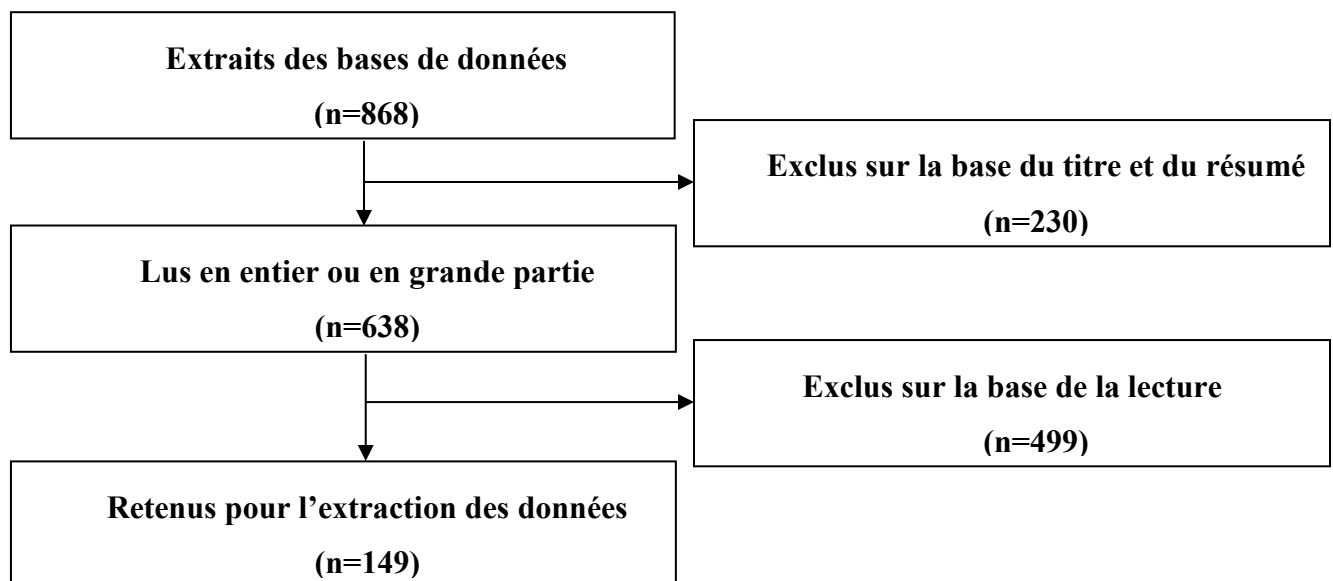 Extraits des bases de données
(n=868)
Exclus sur la base du titre et du résumé
(n=230)
Lus en entier ou en grande partie
(n=638)
Exclus sur la base de la lecture
(n=499)
Retenus pour l’extraction des données
(n=149)